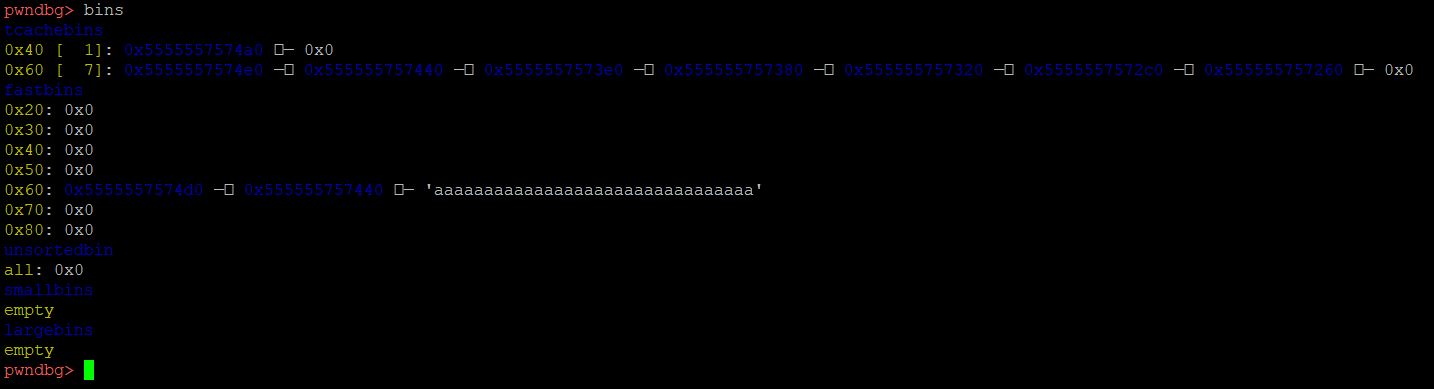 pwndbg> bins
tcachebins
0x40 [  1]: 0x5555557574a0 □— 0x0
0x60 [  7]: 0x5555557574e0 —□ 0x555555757440 —□ 0x5555557573e0 —□ 0x555555757380 —□ 0x555555757320 —□ 0x5555557572c0 —□ 0x555555757260 □— 0x0
fastbins
0x20: 0x0
0x30: 0x0
0x40: 0x0
0x50: 0x0
0x60: 0x5555557574d0 —□ 0x555555757440 □— 'aaaaaaaaaaaaaaaaaaaaaaaaaaaaaaaa'
0x70: 0x0
0x80: 0x0
unsortedbin
all: 0x0
smallbins
empty
largebins
empty
pwndbg>